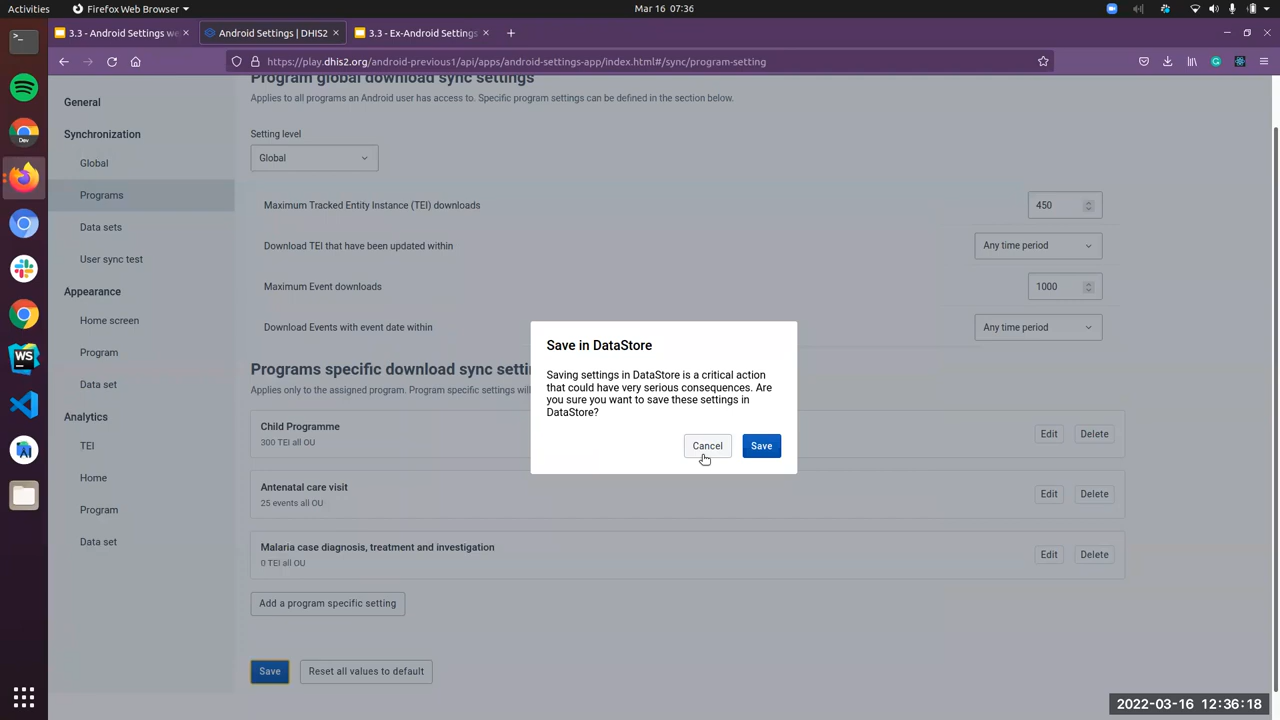 Activities
Firefox Web Browser
Mar 16 07:36
3.3 - Android Settings we
Android Settings | DHIS2
3.3 - Ex-Android Settings
https://play.dhis2.org/android-previous1/api/apps/android-settings-app/index.html#/sync/program-setting
General
Synchronization
Global
Programs
Data sets
User sync test
Appearance
Home screen
Program
Data set
Analytics
TEI
Home
Program
Data set
Program global download sync settings
Applies to all programs an Android user has access to. Specific program settings can be defined in the section below.
Setting level
Global
Maximum Tracked Entity Instance (TEI) downloads
450
Download TEI that have been updated within
Any time period
Maximum Event downloads
1000
Download Events with event date within
Any time period
Programs specific download sync setti
Applies only to the assigned program. Program specific settings wil
Child Programme
300 TEI all OU
Edit
Delete
Antenatal care visit
25 events all OU
Edit
Delete
Malaria case diagnosis, treatment and investigation
0 TEI all OU
Edit
Delete
Add a program specific setting
Save
Reset all values to default
Save in DataStore
Saving settings in DataStore is a critical action
that could have very serious consequences. Are
you sure you want to save these settings in
DataStore?
Cancel
Save
Dev
WS
2022-03-16 12:36:18